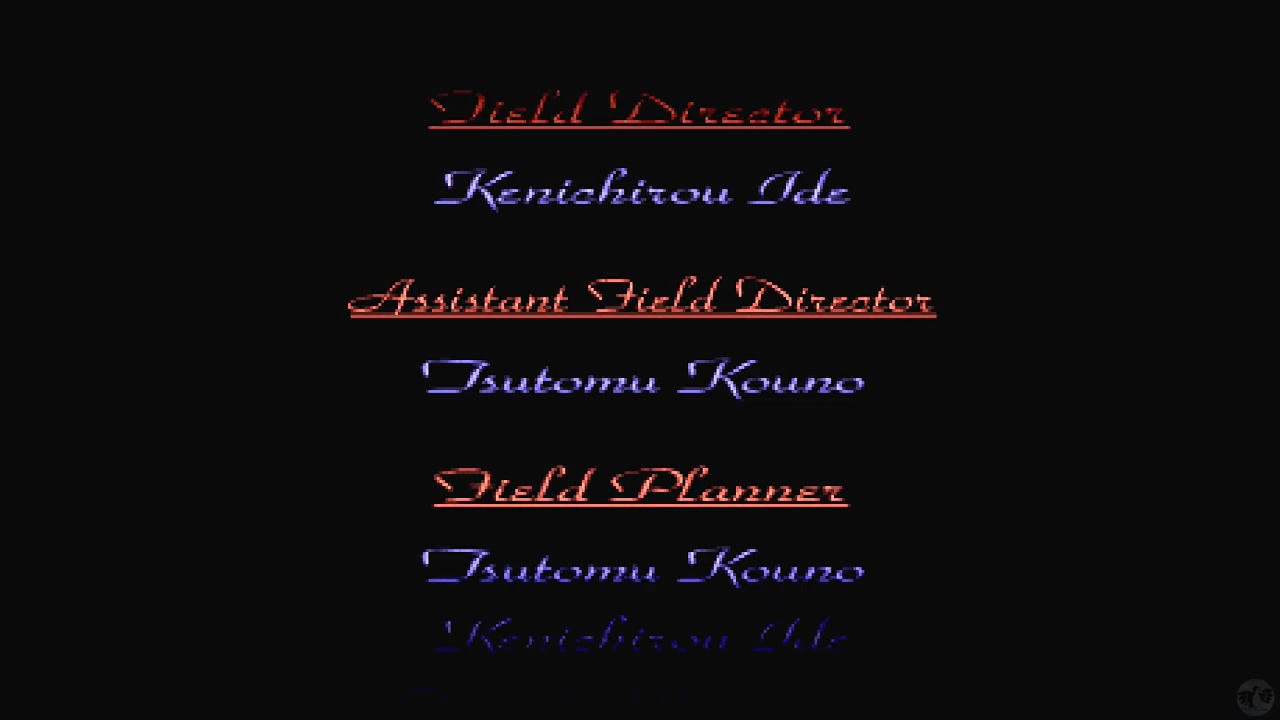 Field Director
Kenichirou Ide
Assistant Field Director
Tsutomu Kouno
Field Planner
Tsutomu Kouno
Kenichirou Ide